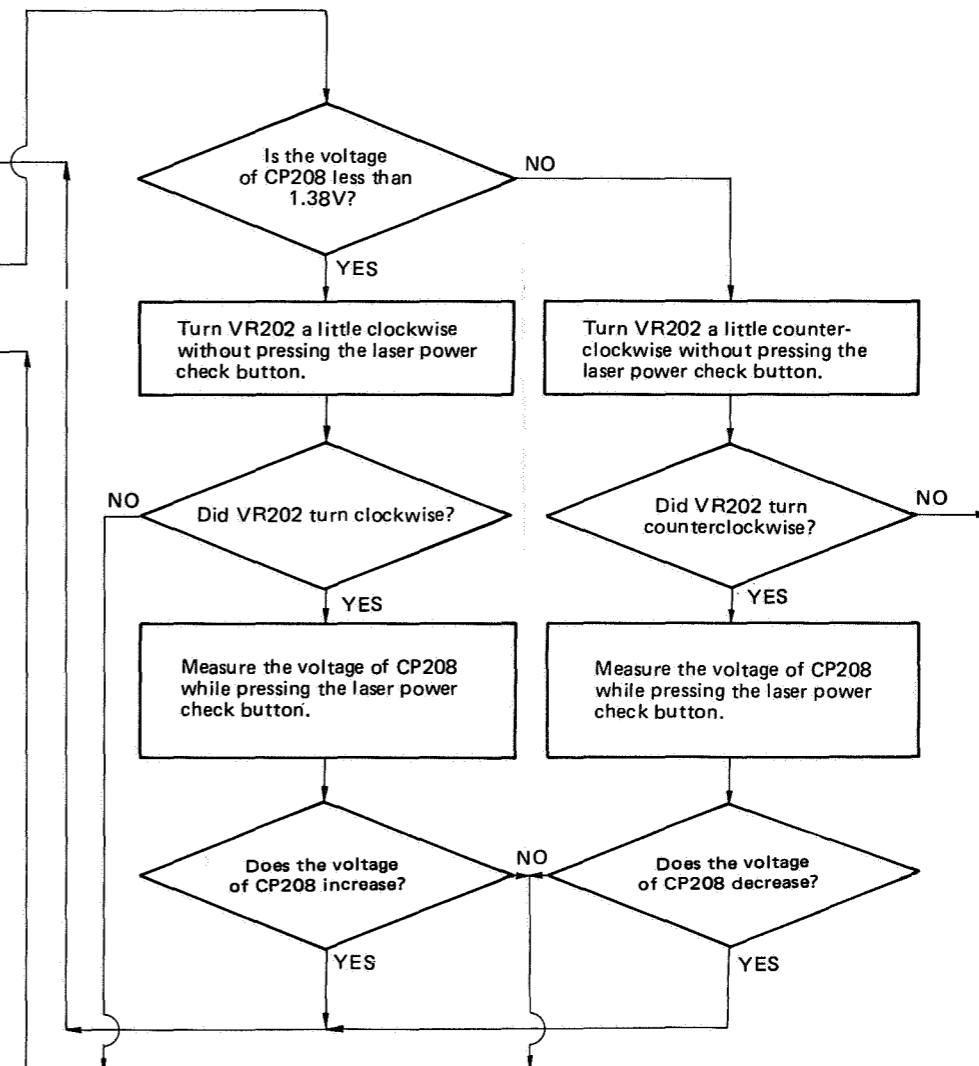 Is the voltage
of CP208 less than
1.38V?
NO
YES
Turn VR202 a little clockwise
without pressing the laser power
check button.
Turn VR202 a little counter-
clockwise without pressing the
laser power check button.
NO
Did VR202 turn clockwise?
YES
Did VR202 turn
counterclockwise?
NO
YES
Measure the voltage of CP208
while pressing the laser power
check button.
Measure the voltage of CP208
while pressing the laser power
check button.
Does the voltage
of CP208 increase?
NO
Does the voltage
of CP208 decrease?
YES
YES